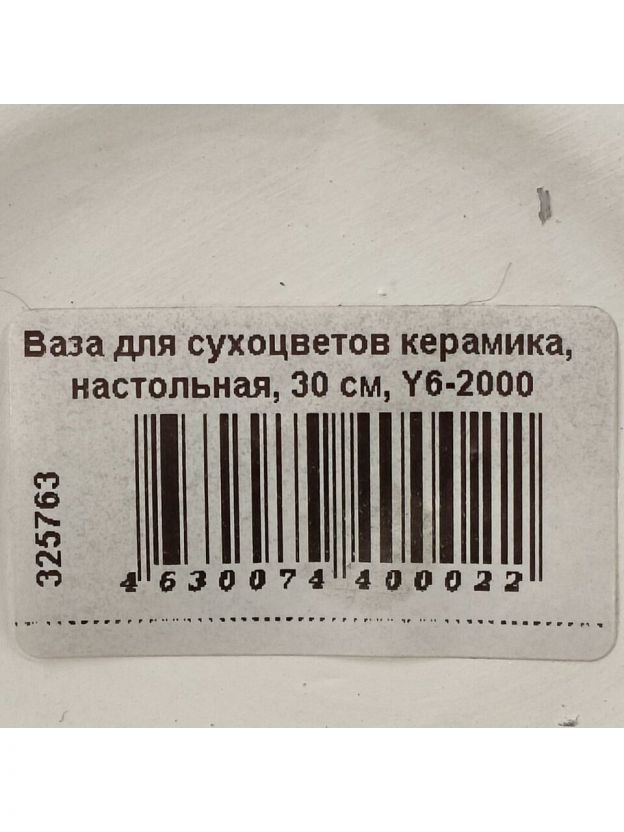 Ваза для сухоцветов керамика,
настольная, 30 см, Y6-2000
325763
4 630074 400022